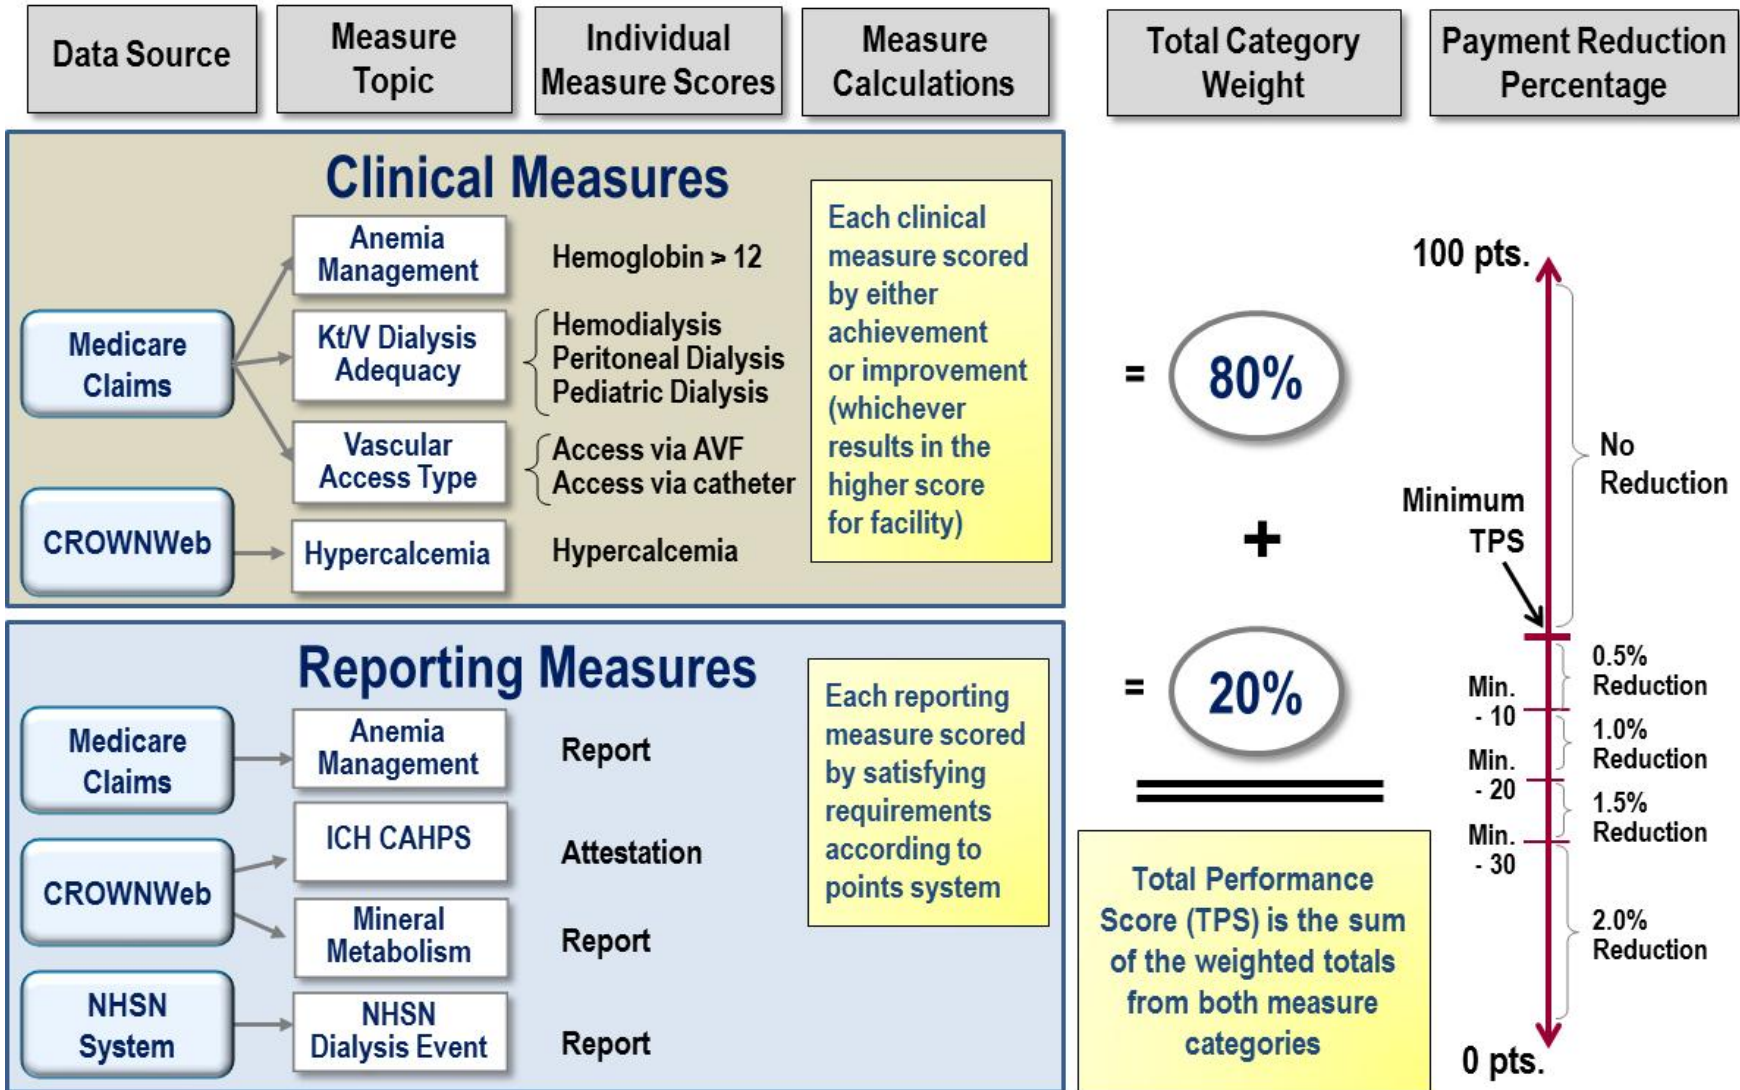 Data Source
Measure
Topic
Individual
Measure Scores
Measure
Calculations
Total Category
Weight
Payment Reduction
Percentage
Clinical Measures
Medicare
Claims
CROWNWeb
Anemia
Management
Kt/V Dialysis
Adequacy
Vascular
Access Type
Hypercalcemia
Hemoglobin > 12
Hemodialysis
Peritoneal Dialysis
Pediatric Dialysis
Access via AVF
Access via catheter
Hypercalcemia
Each clinical
measure scored
by either
achievement
or improvement
(whichever
results in the
higher score
for facility)
= 80%
+
Reporting Measures
Medicare
Claims
CROWNWeb
NHSN
System
Anemia
Management
ICH CAHPS
Mineral
Metabolism
NHSN
Dialysis Event
Report
Attestation
Report
Report
Each reporting
measure scored
by satisfying
requirements
according to
points system
= 20%
Total Performance
Score (TPS) is the sum
of the weighted totals
from both measure
categories
100 pts.
No
Reduction
Minimum
TPS
0.5%
Reduction
Min.
- 10
1.0%
Reduction
Min.
- 20
1.5%
Reduction
Min.
- 30
2.0%
Reduction
0 pts.